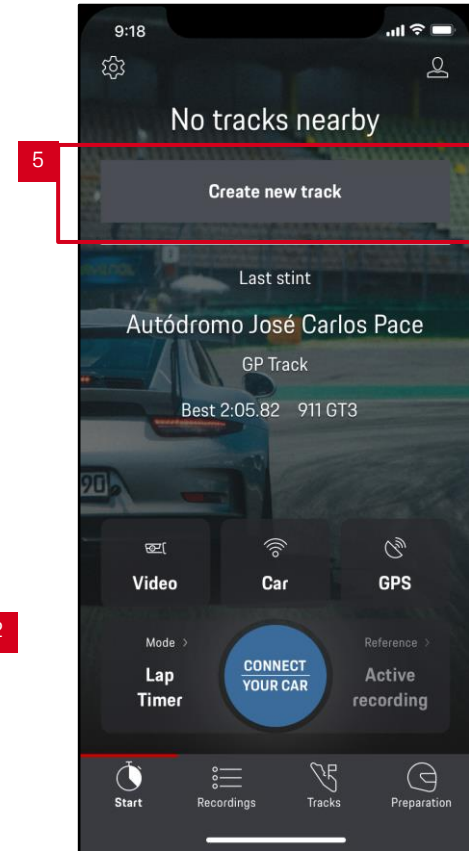 9:18
No tracks nearby
5
Create new track
Last stint
Autódromo José Carlos Pace
GP Track
Best 2:05.82 911 GT3
90
Video
Car
GPS
2
Mode >
Reference >
Lap
Timer
CONNECT
YOUR CAR
Active
recording
Start
Recordings
Tracks
Preparation